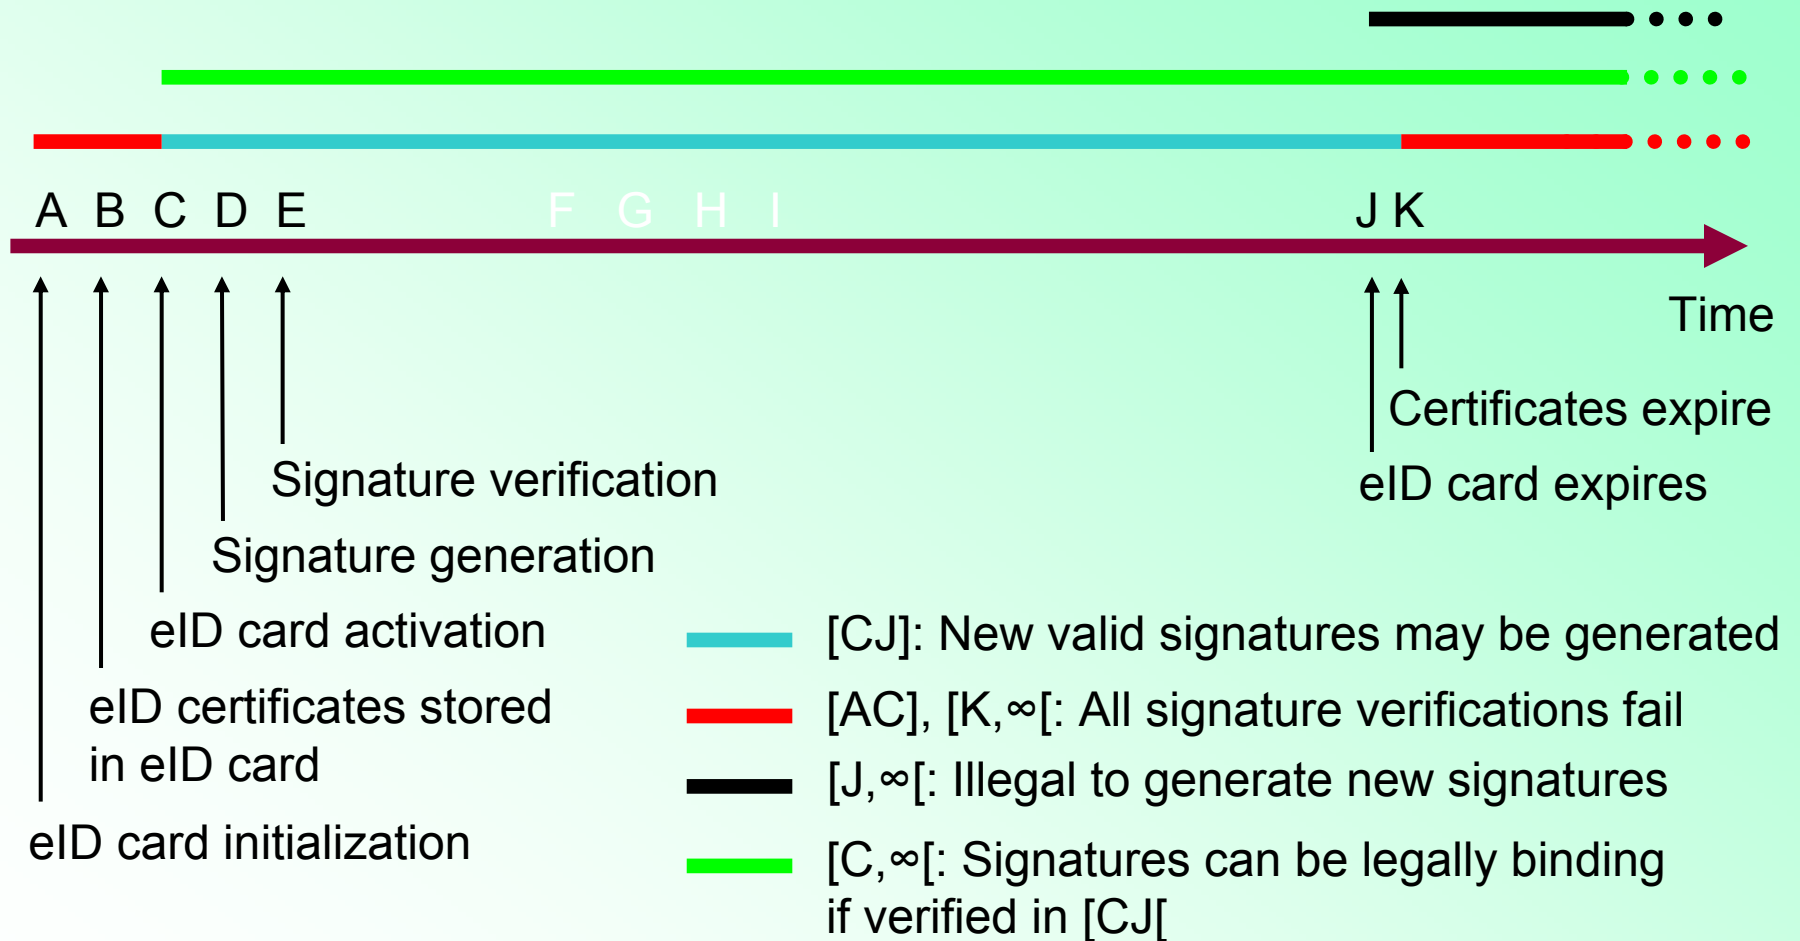 A B C D E F G H I J K
Time
Certificates expire
eID card expires
Signature verification
Signature generation
eID card activation
eID certificates stored
in eID card
eID card initialization
[CJ]: New valid signatures may be generated
[AC], [K,∞[: All signature verifications fail
[J,∞[: Illegal to generate new signatures
[C,∞[: Signatures can be legally binding
if verified in [CJ[